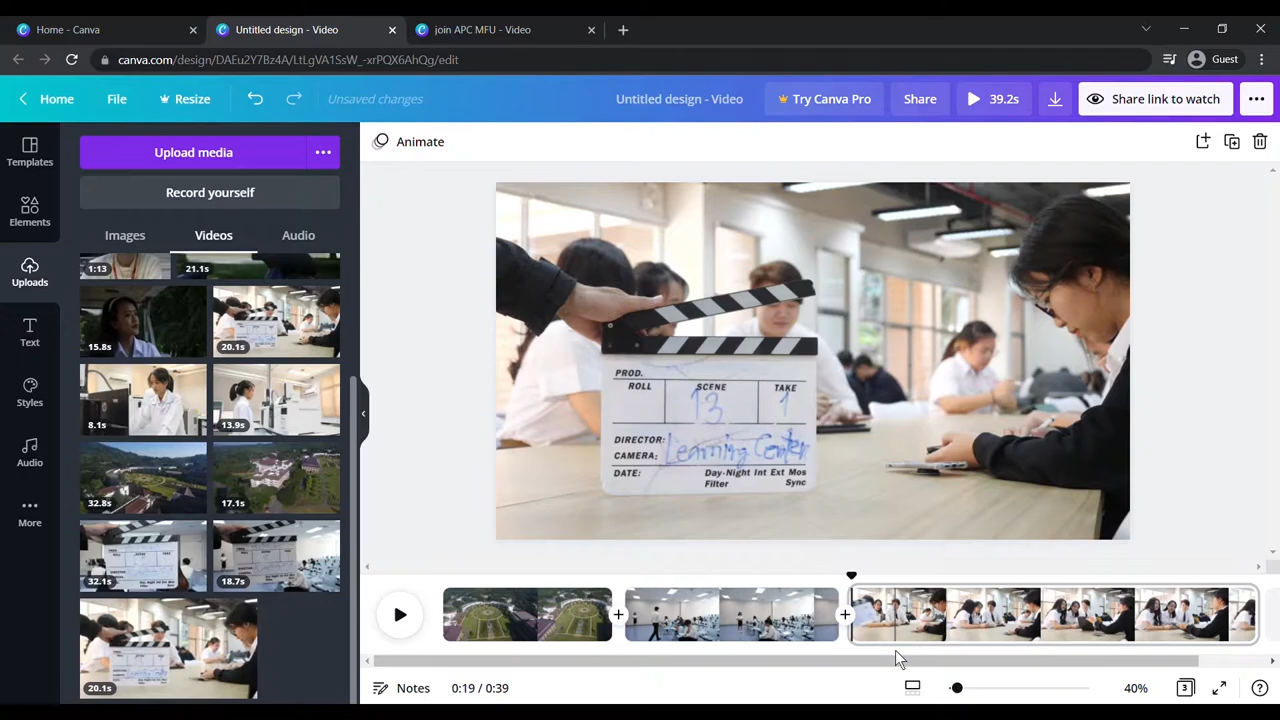 Home - Canva
Untitled design - Video
join APC MFU - Video
canva.com/design/DAEu2Y7Bz4A/LtLgVA1SsW_-xrPQX6AhQg/edit
Guest
Home
File
Resize
Unsaved changes
Untitled design - Video
Try Canva Pro
Share
39.2s
Share link to watch
Templates
Elements
Uploads
Text
Styles
Audio
More
Upload media
Record yourself
Images
Videos
Audio
1:13
21.1s
15.8s
20.1s
8.1s
13.9s
32.8s
17.1s
32.1s
18.7s
20.1s
Animate
PROD.
ROLL SCENE TAKE
13 1
DIRECTOR: Learning Center
CAMERA:
DATE: Day-Night Int Ext Mos
Filter Sync
Notes
0:19 / 0:39
40%
3